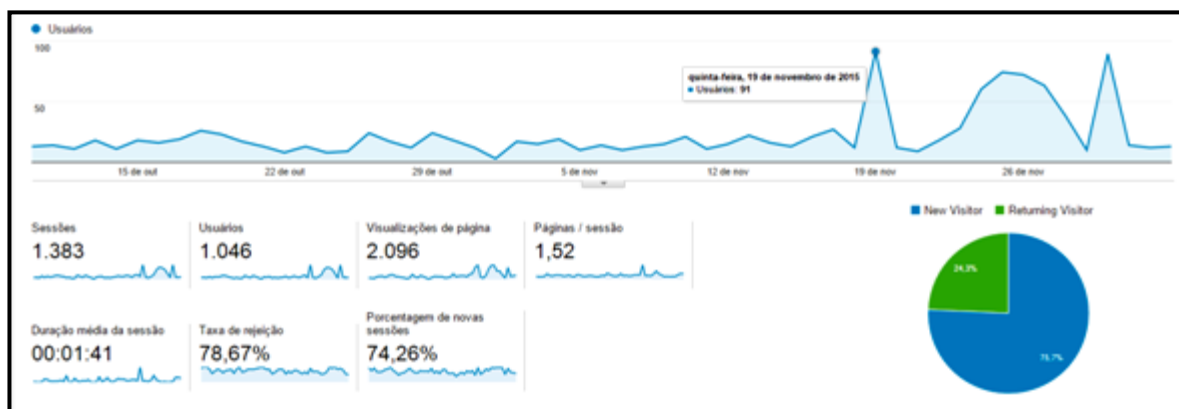 Usuários
100
50
quinta-feira, 19 de novembro de 2015
Usuários: 91
15 de out
22 de out
29 de out
5 de nov
12 de nov
19 de nov
26 de nov
Sessões
1.383
Usuários
1.046
Visualizações de página
2.096
Páginas / sessão
1,52
New Visitor
Returning Visitor
24,3%
Duração média da sessão
00:01:41
Taxa de rejeição
78,67%
Porcentagem de novas
sessões
74,26%